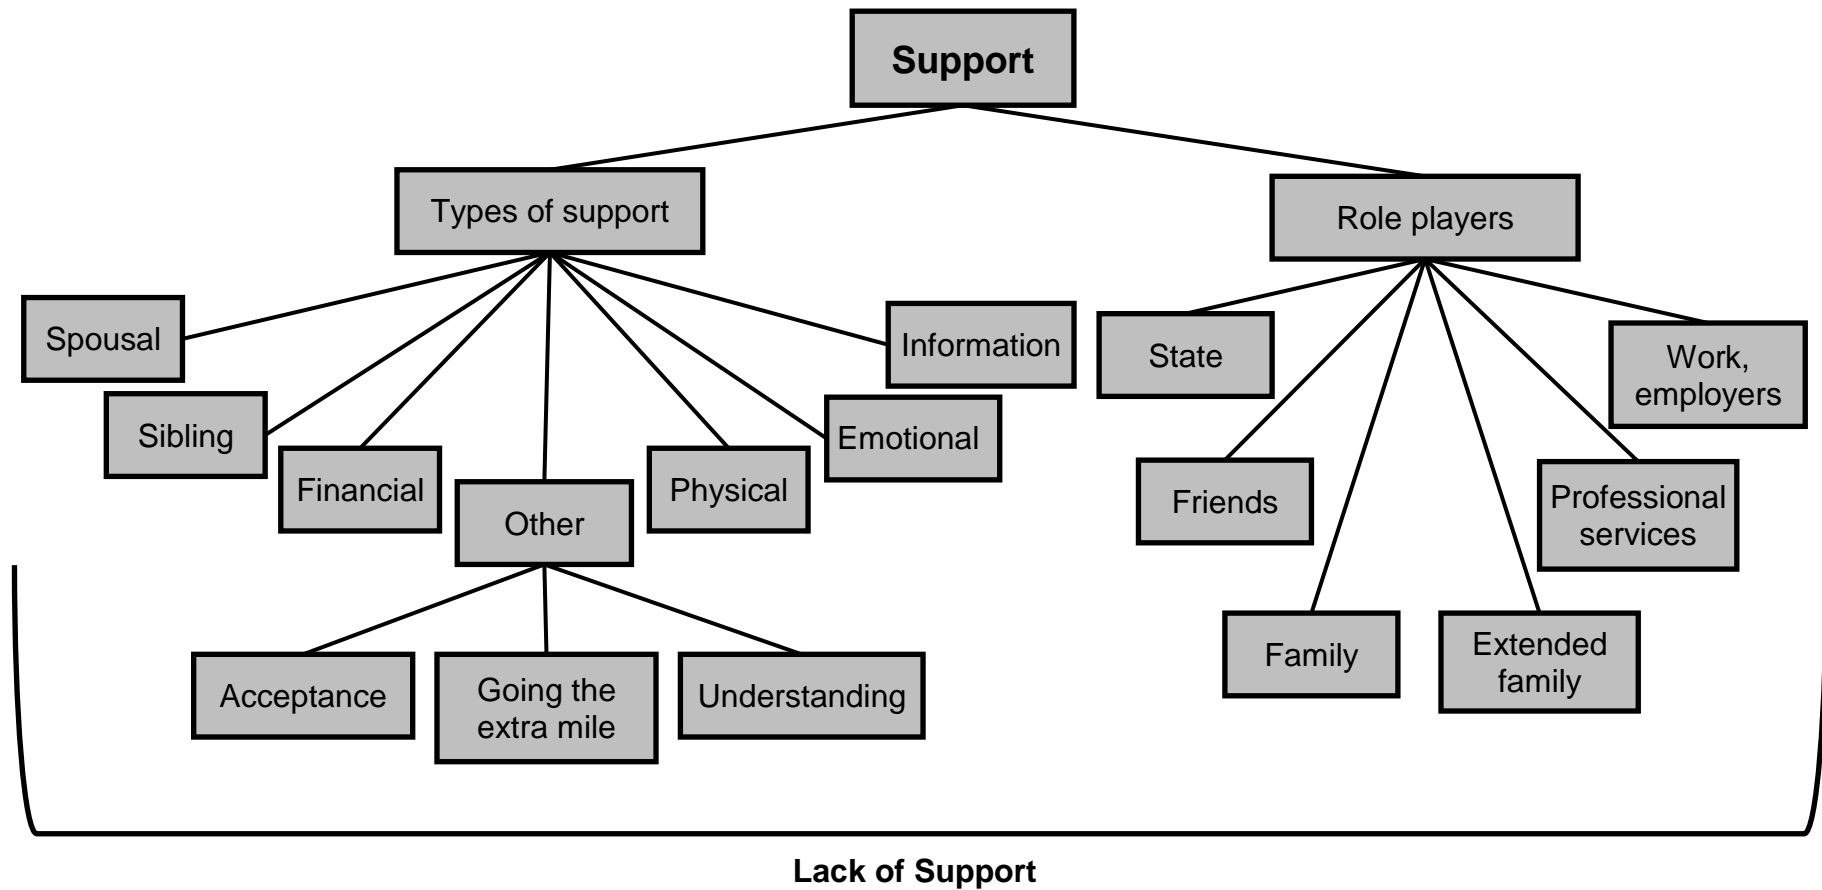 Support
Types of support
Role players
Spousal
Sibling
Financial
Other
Physical
Emotional
Information
Acceptance
Going the
extra mile
Understanding
State
Friends
Family
Extended
family
Professional
services
Work,
employers
Lack of Support